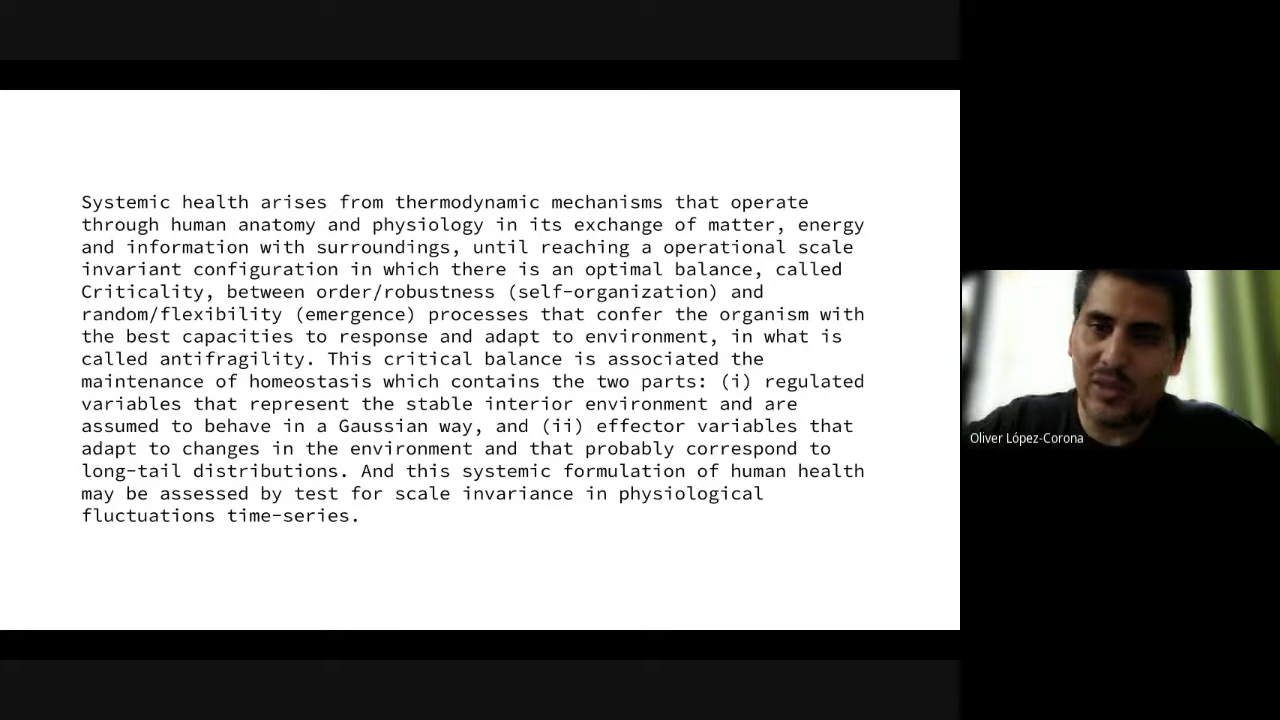 Systemic health arises from thermodynamic mechanisms that operate
through human anatomy and physiology in its exchange of matter, energy
and information with surroundings, until reaching a operational scale
invariant configuration in which there is an optimal balance, called
Criticality, between order/robustness (self-organization) and
random/flexibility (emergence) processes that confer the organism with
the best capacities to response and adapt to environment, in what is
called antifragility. This critical balance is associated the
maintenance of homeostasis which contains the two parts: (i) regulated
variables that represent the stable interior environment and are
assumed to behave in a Gaussian way, and (ii) effector variables that
adapt to changes in the environment and that probably correspond to
long-tail distributions. And this systemic formulation of human health
may be assessed by test for scale invariance in physiological
fluctuations time-series.
Oliver López-Corona